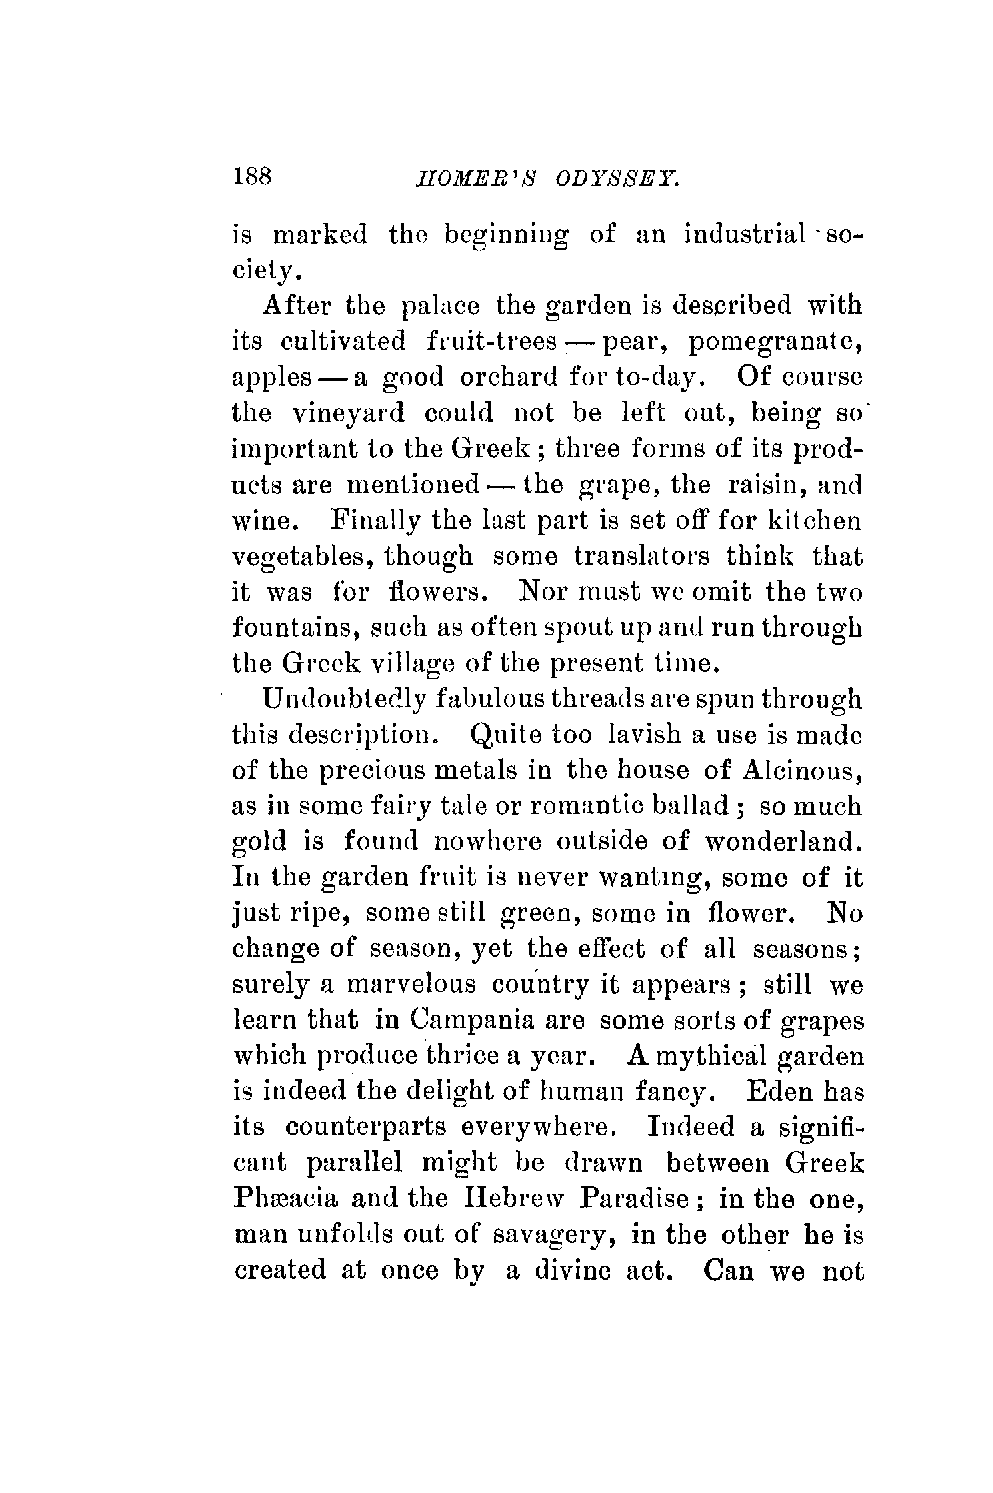 188 HOMER'S ODYSSEY.
is marked the beginning of an industrial so-
ciety.
After the palace the garden is described with
its cultivated fruit-trees — pear, pomegranate,
apples — a good orchard for to-day. Of course
the vineyard could not be left out, being so
important to the Greek; three forms of its prod-
ucts are mentioned — the grape, the raisin, and
wine. Finally the last part is set off for kitchen
vegetables, though some translators think that
it was for flowers. Nor must we omit the two
fountains, such as often spout up and run through
the Greek village of the present time.
Undoubtedly fabulous threads are spun through
this description. Quite too lavish a use is made
of the precious metals in the house of Alcinous,
as in some fairy tale or romantic ballad; so much
gold is found nowhere outside of wonderland.
In the garden fruit is never wanting, some of it
just ripe, some still green, some in flower. No
change of season, yet the effect of all seasons;
surely a marvelous country it appears; still we
learn that in Campania are some sorts of grapes
which produce thrice a year. A mythical garden
is indeed the delight of human fancy. Eden has
its counterparts everywhere. Indeed a signifi-
cant parallel might be drawn between Greek
Phæacia and the Hebrew Paradise; in the one,
man unfolds out of savagery, in the other he is
created at once by a divine act. Can we not